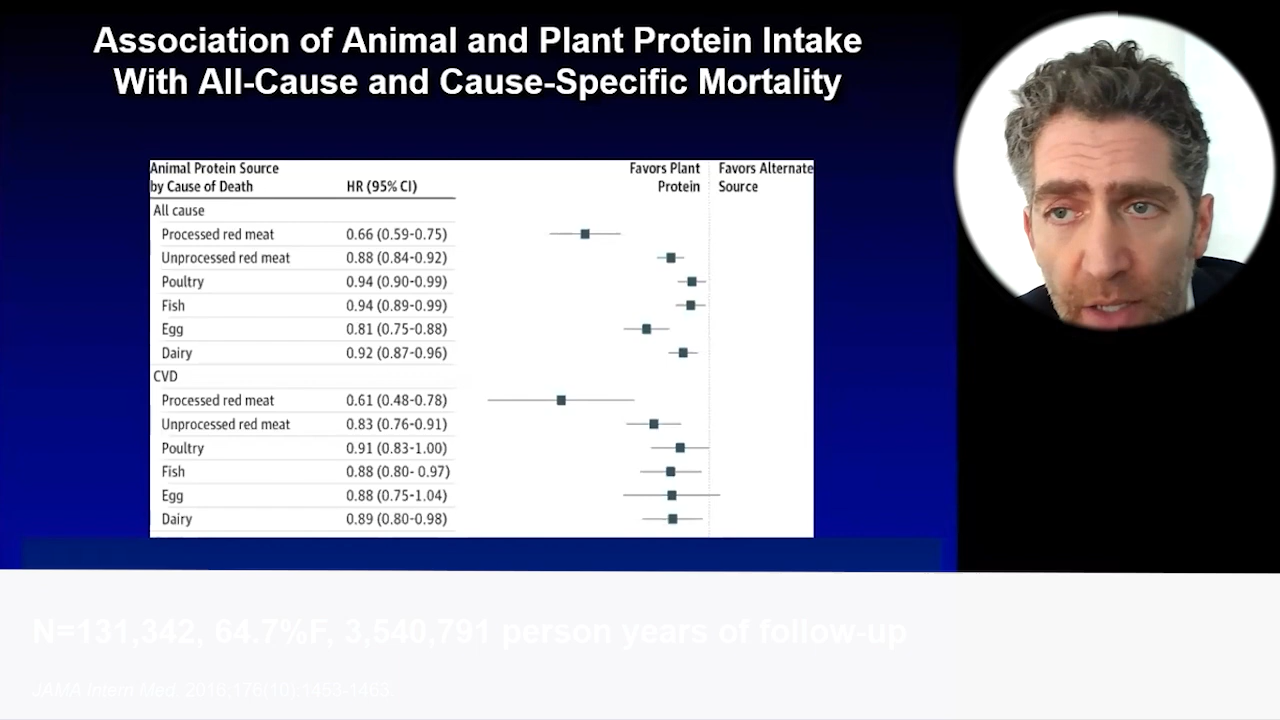 Association of Animal and Plant Protein Intake
With All-Cause and Cause-Specific Mortality
Animal Protein Source
by Cause of Death
HR (95% CI)
Favors Plant
Protein
Favors Alternate
Source
All cause
Processed red meat 0.66 (0.59-0.75)
Unprocessed red meat 0.88 (0.84-0.92)
Poultry 0.94 (0.90-0.99)
Fish 0.94 (0.89-0.99)
Egg 0.81 (0.75-0.88)
Dairy 0.92 (0.87-0.96)
CVD
Processed red meat 0.61 (0.48-0.78)
Unprocessed red meat 0.83 (0.76-0.91)
Poultry 0.91 (0.83-1.00)
Fish 0.88 (0.80- 0.97)
Egg 0.88 (0.75-1.04)
Dairy 0.89 (0.80-0.98)
N=131,342, 64.7%F, 3,540,791 person years of follow-up
JAMA Intern Med. 2016;176(10):1453-1463